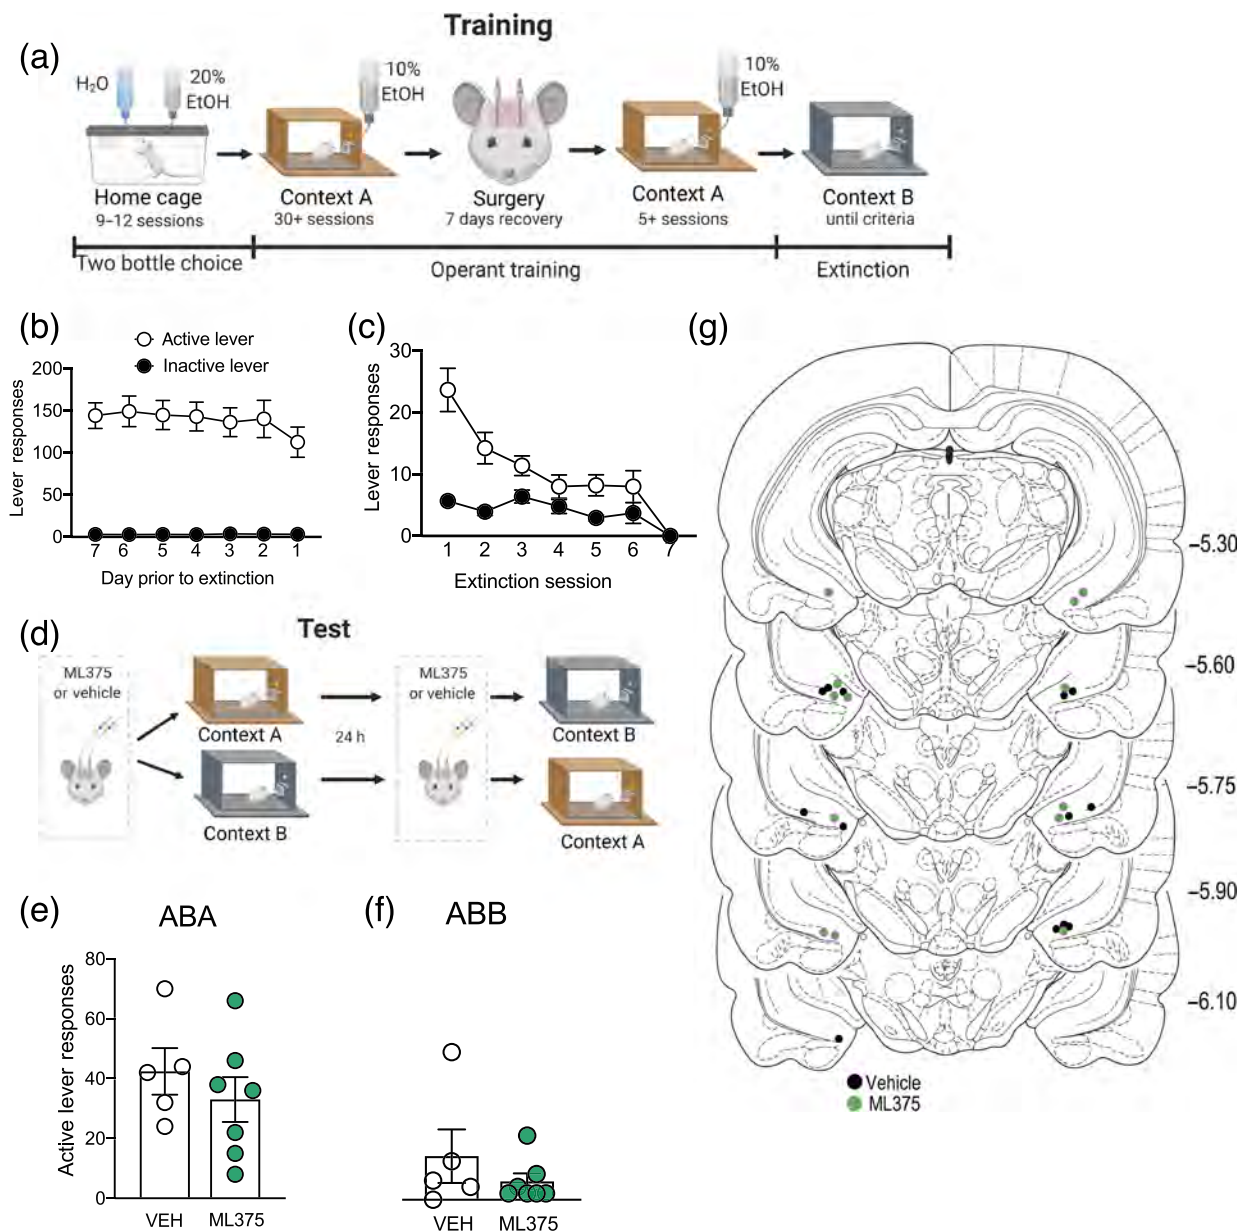 Training
(a)
H₂O
20%
EtOH
10%
EtOH
10%
EtOH
Home cage
9–12 sessions
Context A
30+ sessions
Surgery
7 days recovery
Context A
5+ sessions
Context B
until criteria
Two bottle choice
Operant training
Extinction
(b)
Active lever
Inactive lever
200
150
100
50
0
Lever responses
7 6 5 4 3 2 1
Day prior to extinction
(c)
30
20
10
0
Lever responses
1 2 3 4 5 6 7
Extinction session
(d)
Test
ML375
or vehicle
Context A
Context B
24 h
ML375
or vehicle
Context B
Context A
(e)
ABA
80
60
40
20
0
Active lever responses
VEH ML375
(f)
ABB
VEH ML375
(g)
–5.30
–5.60
–5.75
–5.90
–6.10
Vehicle
ML375